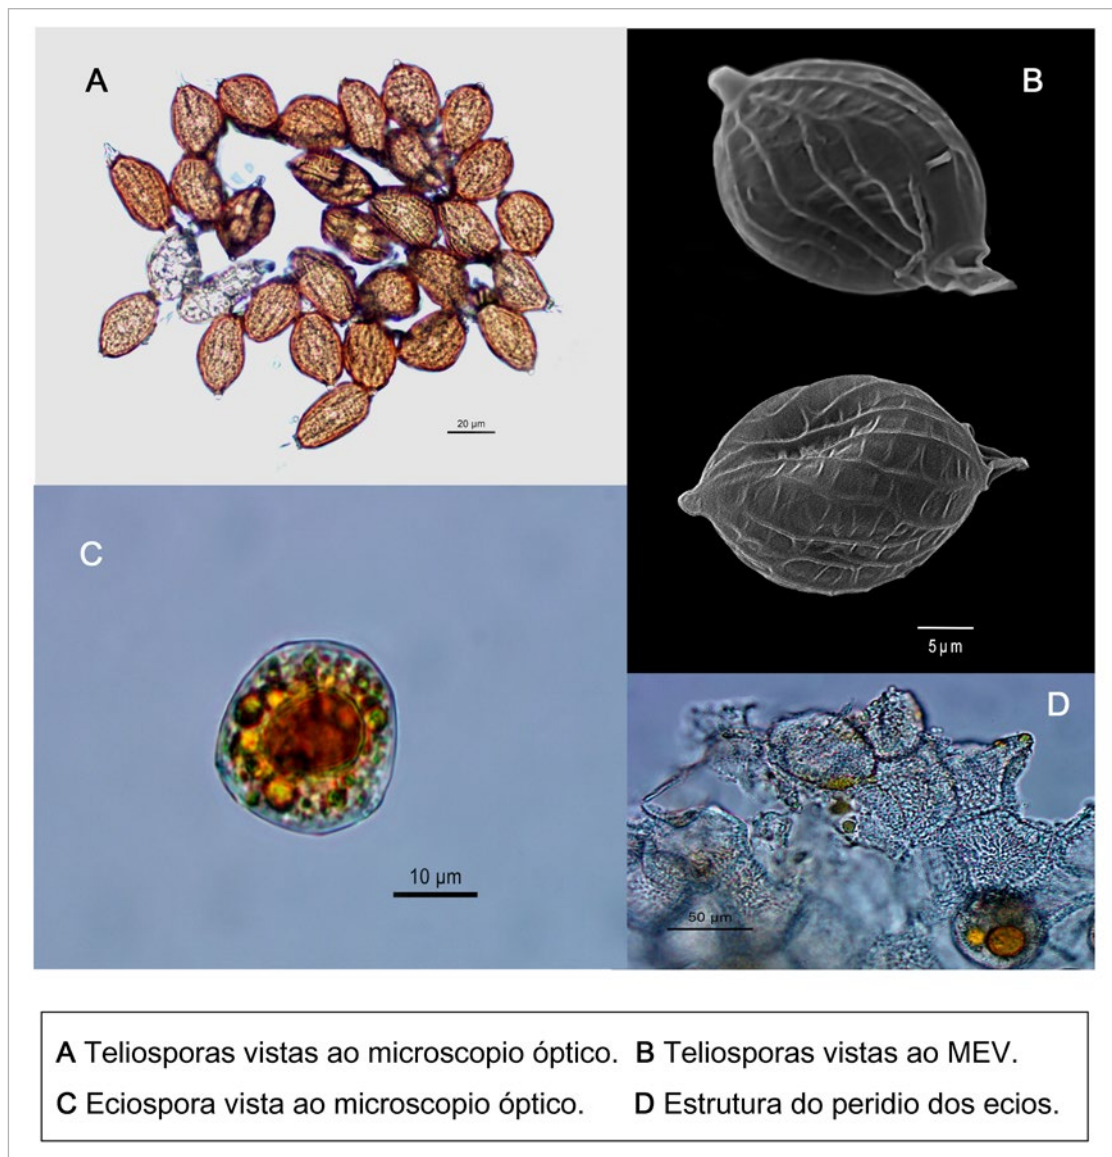 A
B
20 µm
C
5 µm
D
10 µm
50 µm
A Teliosporas vistas ao microscopio óptico. B Teliosporas vistas ao MEV.
C Eciospora vista ao microscopio óptico. D Estrutura do peridio dos ecios.